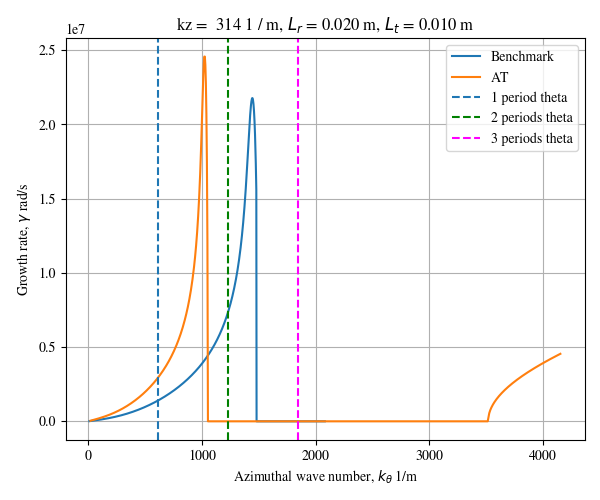 kz =  314 1 / m, L_r = 0.020 m, L_t = 0.010 m
1e7
2.5
2.0
1.5
1.0
0.5
0.0
Growth rate, γ rad/s
Benchmark
AT
1 period theta
2 periods theta
3 periods theta
0 1000 2000 3000 4000
Azimuthal wave number, k_θ 1/m